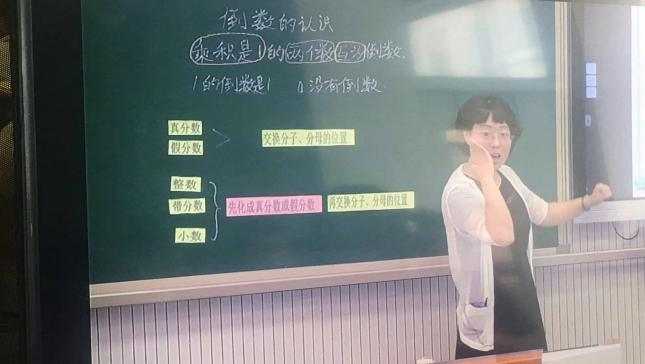 倒数的认识
乘积是1的两个数互为倒数.
1的倒数是1 0没有倒数.
真分数
假分数
交换分子、分母的位置
整数
带分数
小数
先化成真分数或假分数 再交换分子、分母的位置